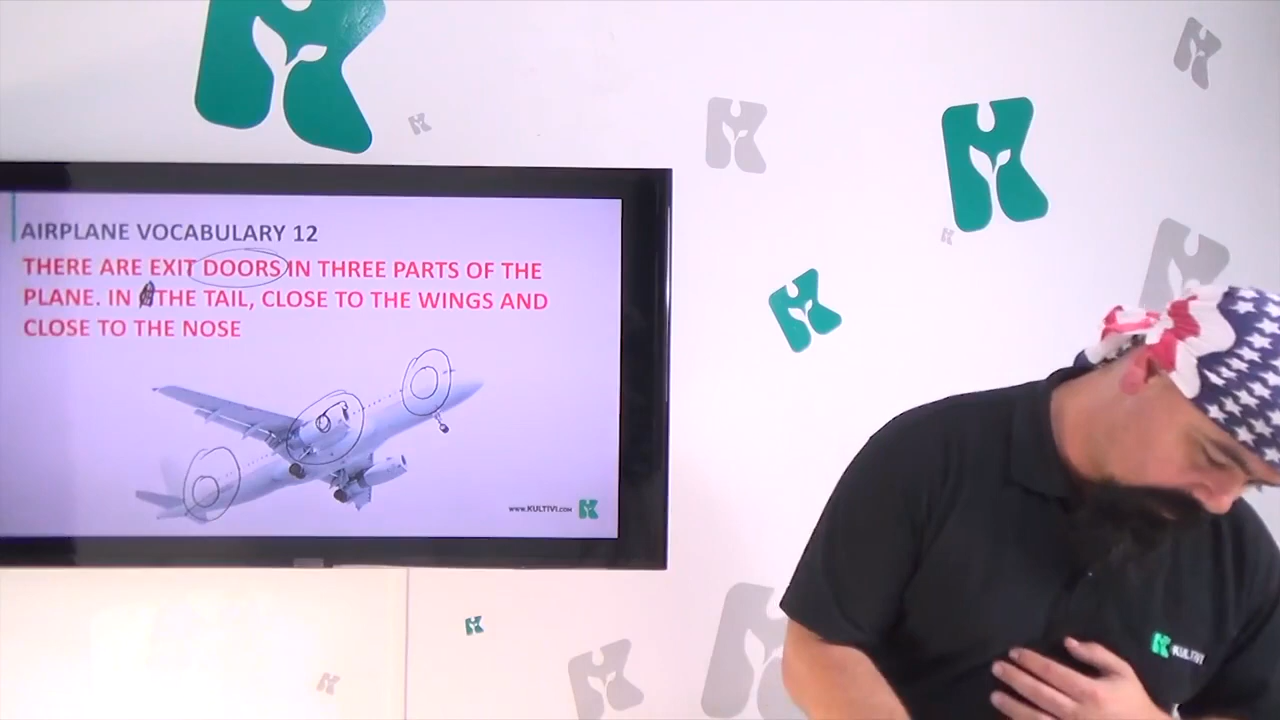 AIRPLANE VOCABULARY 12
THERE ARE EXIT DOORS IN THREE PARTS OF THE
PLANE. IN THE TAIL, CLOSE TO THE WINGS AND
CLOSE TO THE NOSE
WWW.KULTIVI.COM
KULTIVI